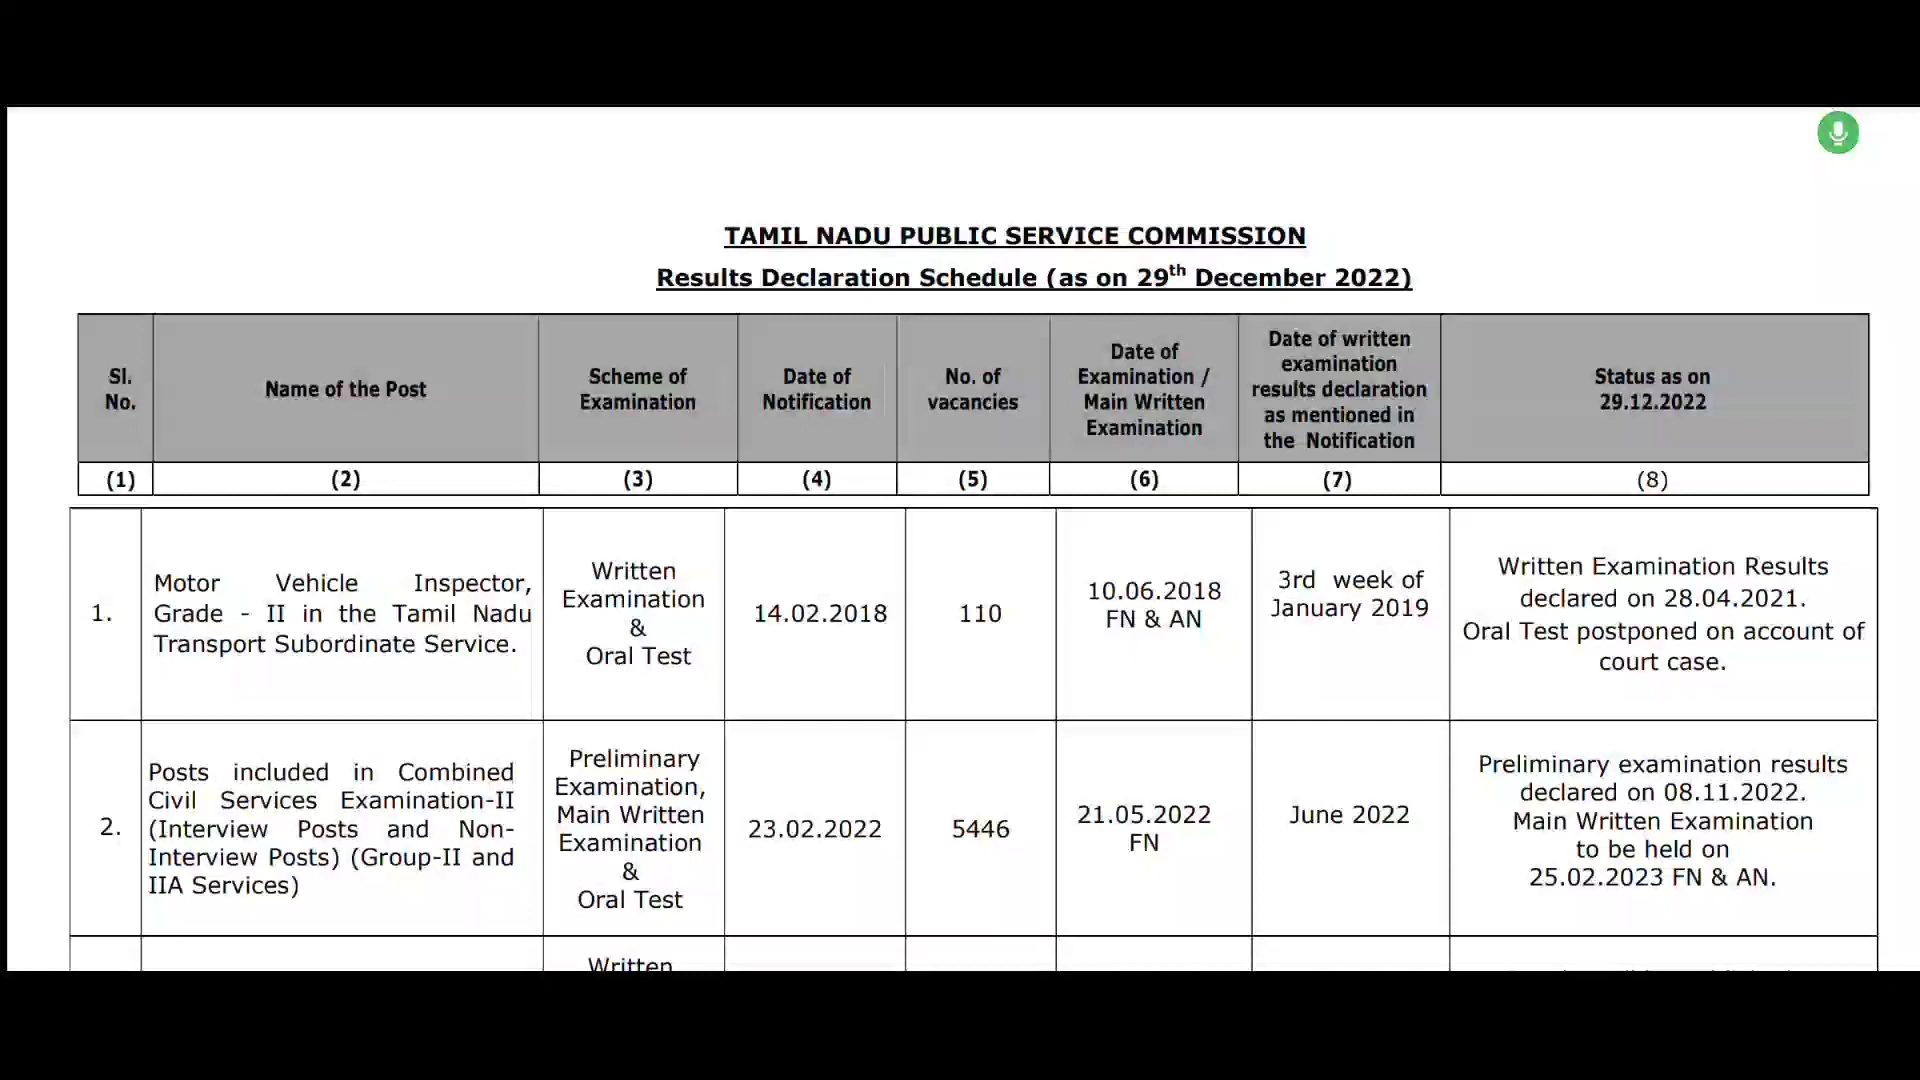 TAMIL NADU PUBLIC SERVICE COMMISSION
Results Declaration Schedule (as on 29th December 2022)
Sl.
No.
Name of the Post
Scheme of
Examination
Date of
Notification
No. of
vacancies
Date of
Examination /
Main Written
Examination
Date of written
examination
results declaration
as mentioned in
the Notification
Status as on
29.12.2022
(1)
(2)
(3)
(4)
(5)
(6)
(7)
(8)
1.
Motor Vehicle Inspector,
Grade - II in the Tamil Nadu
Transport Subordinate Service.
Written
Examination
&
Oral Test
14.02.2018
110
10.06.2018
FN & AN
3rd week of
January 2019
Written Examination Results
declared on 28.04.2021.
Oral Test postponed on account of
court case.
2.
Posts included in Combined
Civil Services Examination-II
(Interview Posts and Non-
Interview Posts) (Group-II and
IIA Services)
Preliminary
Examination,
Main Written
Examination
&
Oral Test
23.02.2022
5446
21.05.2022
FN
June 2022
Preliminary examination results
declared on 08.11.2022.
Main Written Examination
to be held on
25.02.2023 FN & AN.
Written